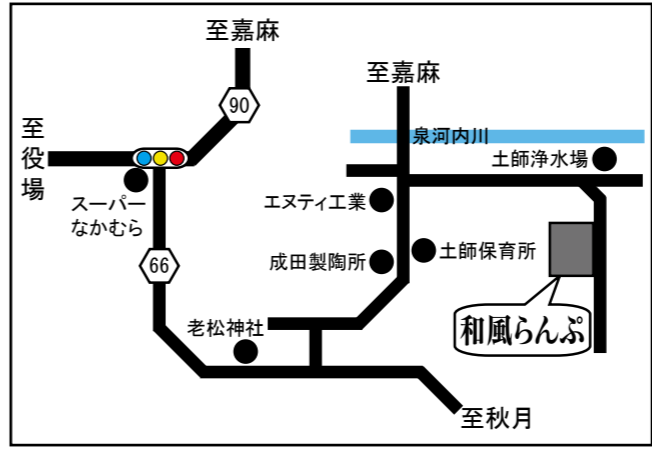 至嘉麻
90
至嘉麻
泉河内川
至
役
場
土師浄水場
スーパー
なかむら
エヌティ工業
66
成田製陶所
土師保育所
和風らんぷ
老松神社
至秋月